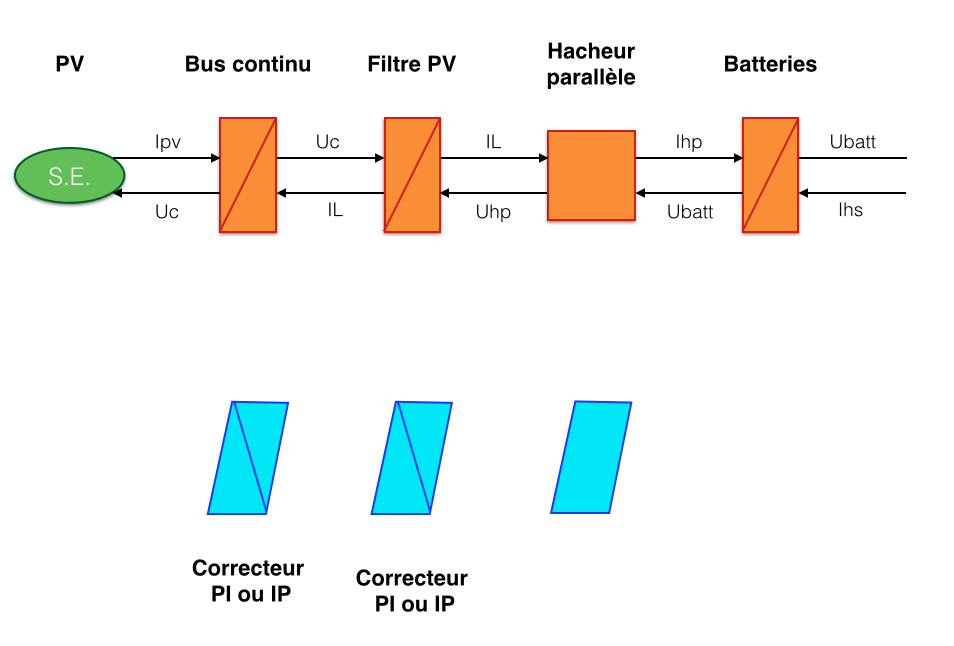 PV
Bus continu
Filtre PV
Hacheur
parallèle
Batteries
Ipv
Uc
IL
Ihp
Ubatt
S.E.
Uc
IL
Uhp
Ubatt
Ihs
Correcteur
PI ou IP
Correcteur
PI ou IP